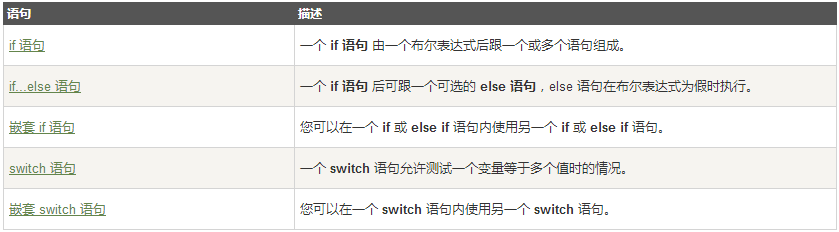 语句 描述
if 语句 一个 if 语句 由一个布尔表达式后跟一个或多个语句组成。
if...else 语句 一个 if 语句 后可跟一个可选的 else 语句，else 语句在布尔表达式为假时执行。
嵌套 if 语句 您可以在一个 if 或 else if 语句内使用另一个 if 或 else if 语句。
switch 语句 一个 switch 语句允许测试一个变量等于多个值时的情况。
嵌套 switch 语句 您可以在一个 switch 语句内使用另一个 switch 语句。